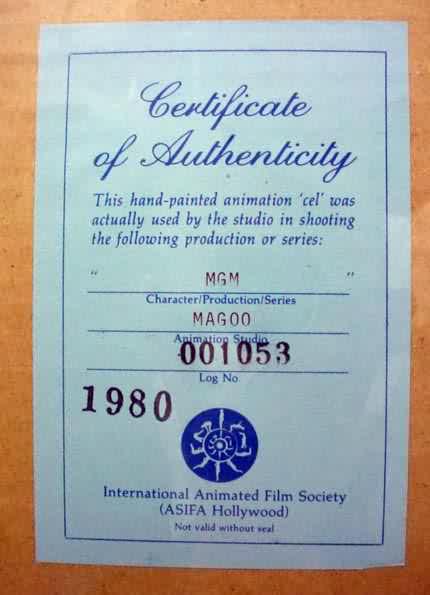 Certificate
of Authenticity
This hand-painted animation 'cel' was
actually used by the studio in shooting
the following production or series:
" MGM "
Character/Production/Series
MAGOO
Animation Studio
001053
Log No.
1980
International Animated Film Society
(ASIFA Hollywood)
Not valid without seal